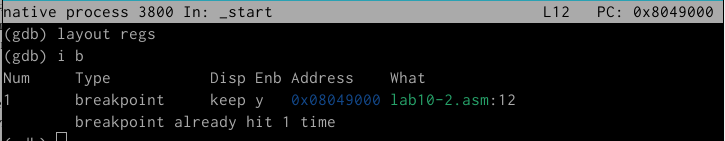 native process 3800 In: _start L12 PC: 0x8049000
(gdb) layout regs
(gdb) i b
Num Type Disp Enb Address What
1 breakpoint keep y 0x08049000 lab10-2.asm:12
breakpoint already hit 1 time
(gdb)